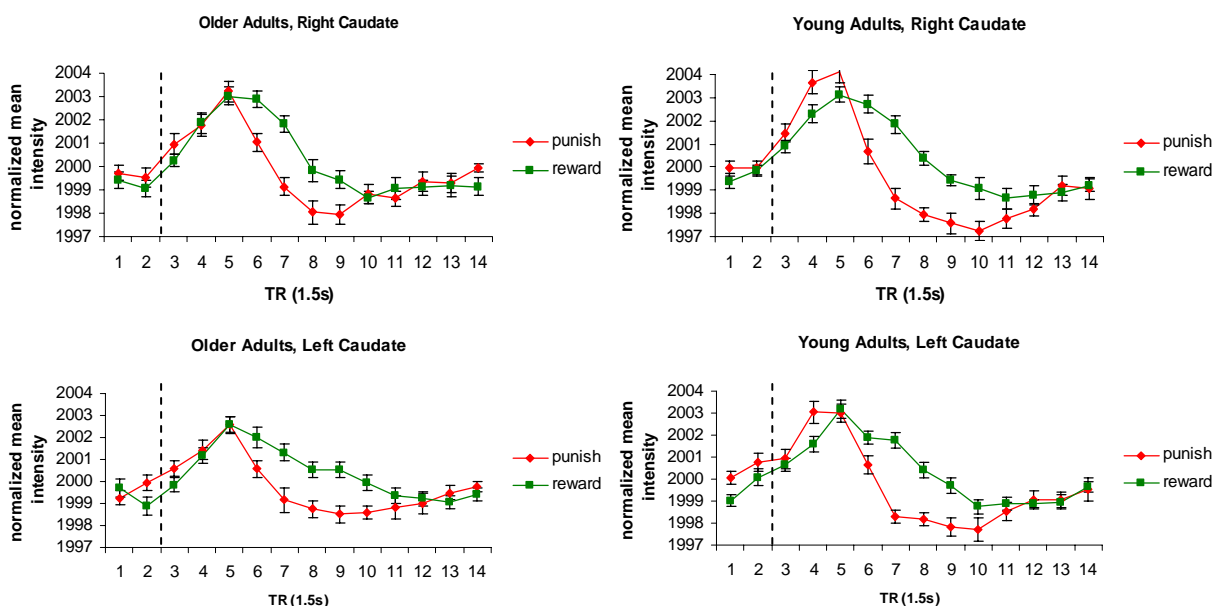 Older Adults, Right Caudate
normalized mean
intensity
2004
2003
2002
2001
2000
1999
1998
1997
1 2 3 4 5 6 7 8 9 10 11 12 13 14
TR (1.5s)
punish
reward
Young Adults, Right Caudate
normalized mean
intensity
2004
2003
2002
2001
2000
1999
1998
1997
1 2 3 4 5 6 7 8 9 10 11 12 13 14
TR (1.5s)
punish
reward
Older Adults, Left Caudate
normalized mean
intensity
2004
2003
2002
2001
2000
1999
1998
1997
1 2 3 4 5 6 7 8 9 10 11 12 13 14
TR (1.5s)
punish
reward
Young Adults, Left Caudate
normalized mean
intensity
2004
2003
2002
2001
2000
1999
1998
1997
1 2 3 4 5 6 7 8 9 10 11 12 13 14
TR (1.5s)
punish
reward